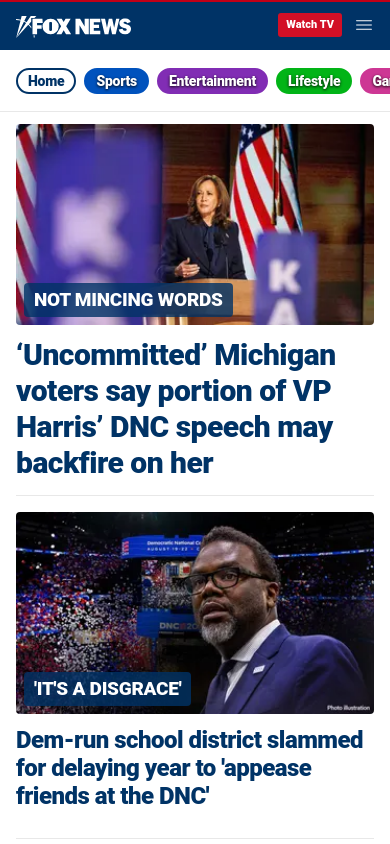 FOX NEWS
Watch TV
Home
Sports
Entertainment
Lifestyle
Ga
K
K
A
NOT MINCING WORDS
‘Uncommitted’ Michigan
voters say portion of VP
Harris’ DNC speech may
backfire on her
Democratic National Co
AUGUST 19-22
DNC
'IT'S A DISGRACE'
Photo illustration
Dem-run school district slammed
for delaying year to 'appease
friends at the DNC'